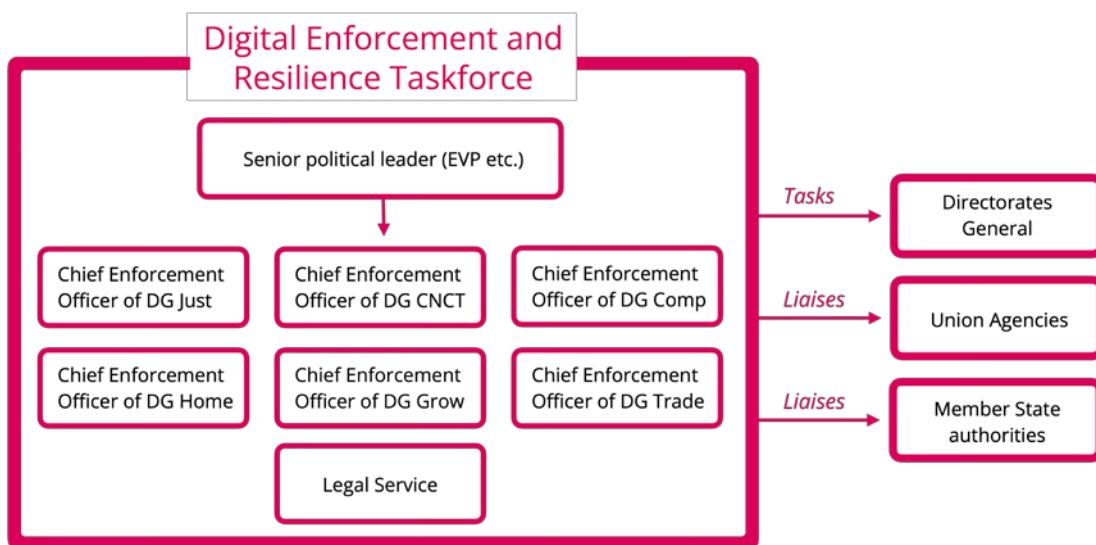 Digital Enforcement and
Resilience Taskforce
Senior political leader (EVP etc.)
Chief Enforcement
Officer of DG Just
Chief Enforcement
Officer of DG CNCT
Chief Enforcement
Officer of DG Comp
Chief Enforcement
Officer of DG Home
Chief Enforcement
Officer of DG Grow
Chief Enforcement
Officer of DG Trade
Legal Service
Tasks
Directorates
General
Liaises
Union Agencies
Liaises
Member State
authorities